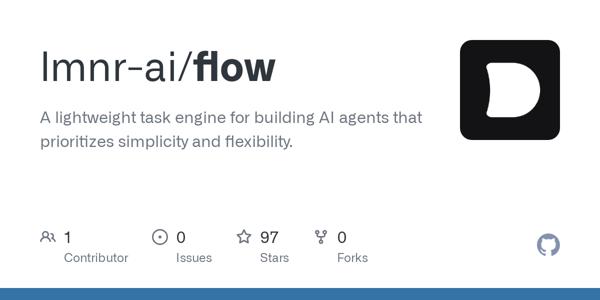 lmnr-ai/flow
A lightweight task engine for building AI agents that
prioritizes simplicity and flexibility.
1
Contributor
0
Issues
97
Stars
0
Forks